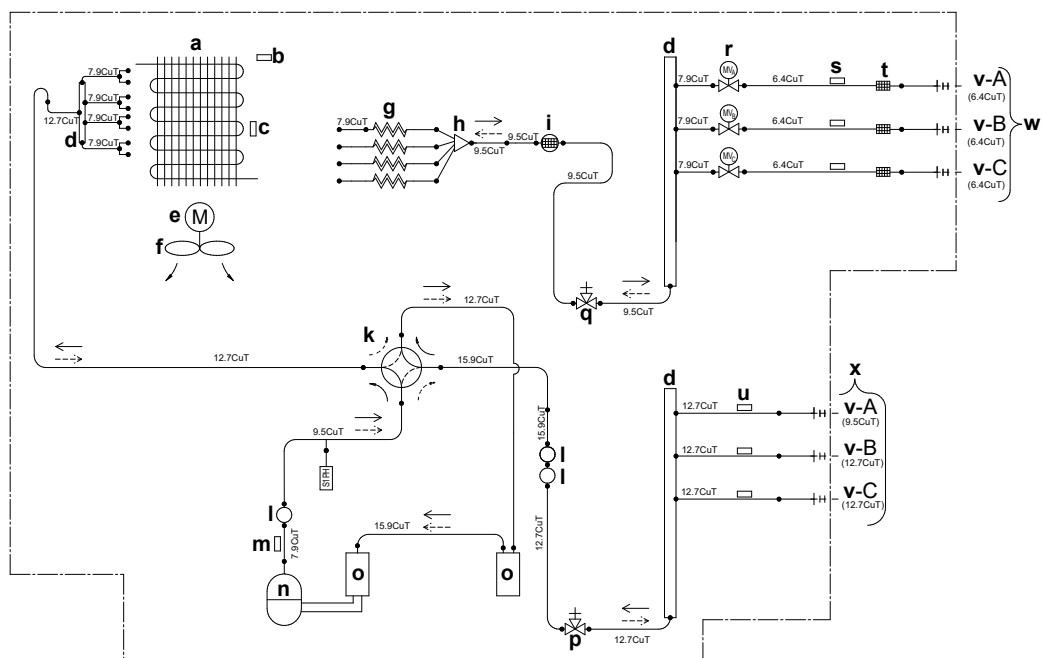 a
b
7.9CuT
7.9CuT
7.9CuT
7.9CuT
12.7CuT
d
c
e
M
f
7.9CuT
g
h
9.5CuT
9.5CuT
i
9.5CuT
q
9.5CuT
d
7.9CuT
r
MVA
6.4CuT
s
t
v-A
(6.4CuT)
7.9CuT
MVB
6.4CuT
v-B
(6.4CuT)
w
7.9CuT
MVC
6.4CuT
v-C
(6.4CuT)
12.7CuT
k
12.7CuT
15.9CuT
9.5CuT
S1PH
l
m
7.9CuT
n
o
15.9CuT
o
15.9CuT
l
l
12.7CuT
p
12.7CuT
d
x
12.7CuT
u
v-A
(9.5CuT)
12.7CuT
v-B
(12.7CuT)
12.7CuT
v-C
(12.7CuT)